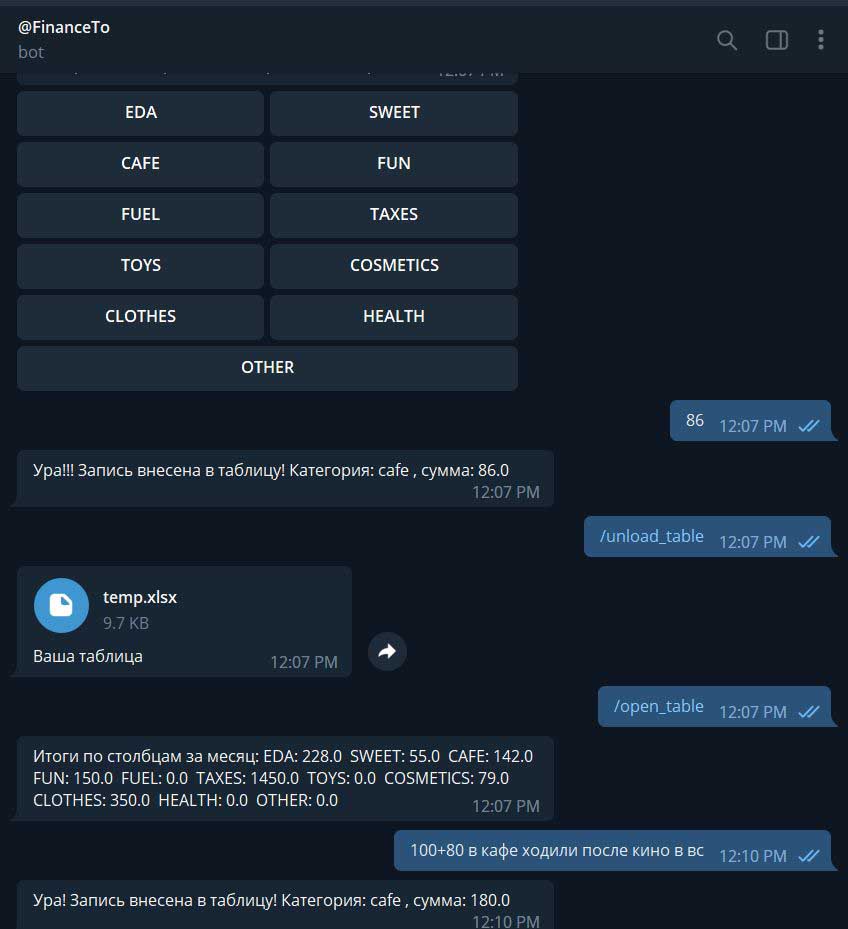 @FinanceTo
bot
EDA SWEET
CAFE FUN
FUEL TAXES
TOYS COSMETICS
CLOTHES HEALTH
OTHER
86 12:07 PM
Ура!!! Запись внесена в таблицу! Категория: cafe , сумма: 86.0
12:07 PM
/unload_table 12:07 PM
temp.xlsx
9.7 KB
Ваша таблица 12:07 PM
/open_table 12:07 PM
Итоги по столбцам за месяц: EDA: 228.0 SWEET: 55.0 CAFE: 142.0
FUN: 150.0 FUEL: 0.0 TAXES: 1450.0 TOYS: 0.0 COSMETICS: 79.0
CLOTHES: 350.0 HEALTH: 0.0 OTHER: 0.0 12:07 PM
100+80 в кафе ходили после кино в вс 12:10 PM
Ура! Запись внесена в таблицу! Категория: cafe , сумма: 180.0
12:10 PM